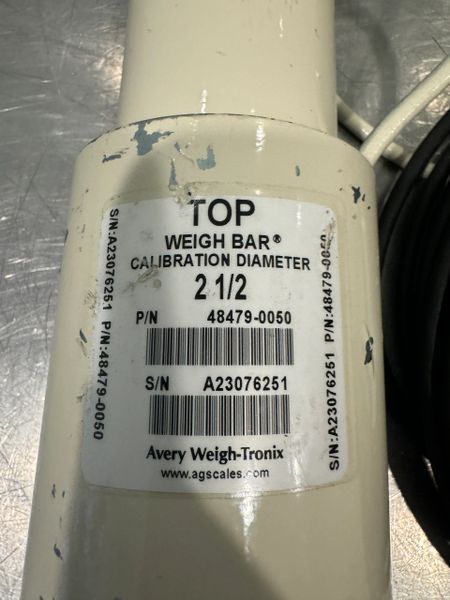 TOP
WEIGH BAR®
CALIBRATION DIAMETER
2 1/2
P/N 48479-0050
S/N A23076251
Avery Weigh-Tronix
www.agscales.com
S/N:A23076251 P/N:48479-0050
S/N:A23076251 P/N:48479-0050